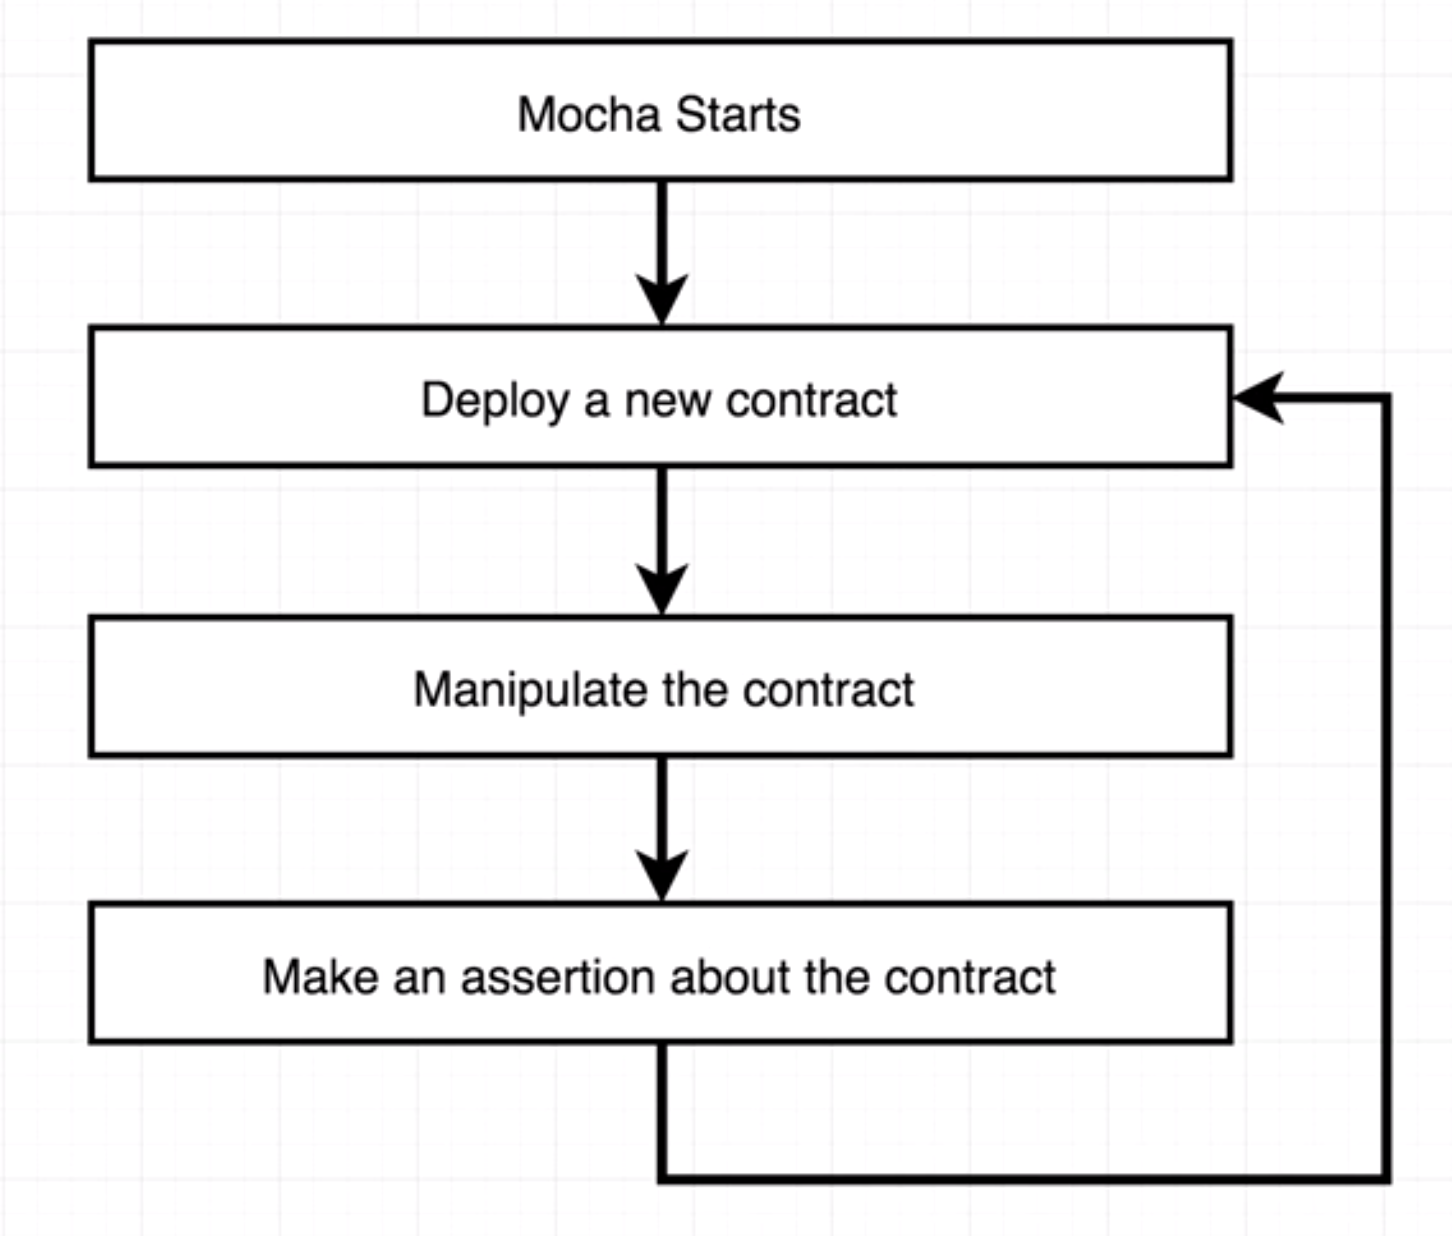 Mocha Starts
Deploy a new contract
Manipulate the contract
Make an assertion about the contract